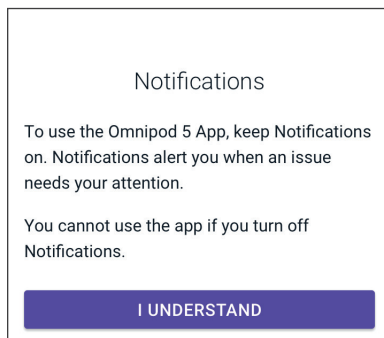 Notifications
To use the Omnipod 5 App, keep Notifications
on. Notifications alert you when an issue
needs your attention.
You cannot use the app if you turn off
Notifications.
I UNDERSTAND